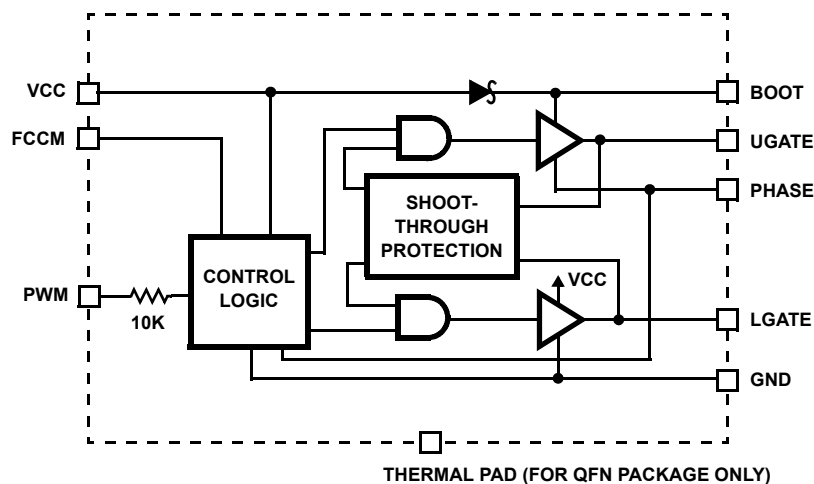 VCC
BOOT
FCCM
UGATE
PHASE
SHOOT-
THROUGH
PROTECTION
CONTROL
LOGIC
VCC
PWM
10K
LGATE
GND
THERMAL PAD (FOR QFN PACKAGE ONLY)